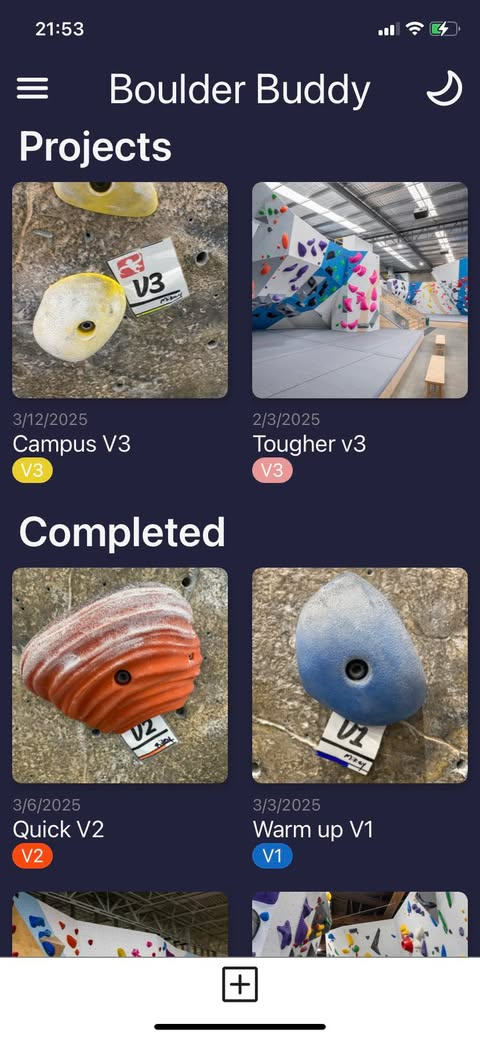 21:53
Boulder Buddy
Projects
V3
3/12/2025
2/3/2025
Campus V3
Tougher v3
V3
V3
Completed
V2
V1
3/6/2025
3/3/2025
Quick V2
Warm up V1
V2
V1